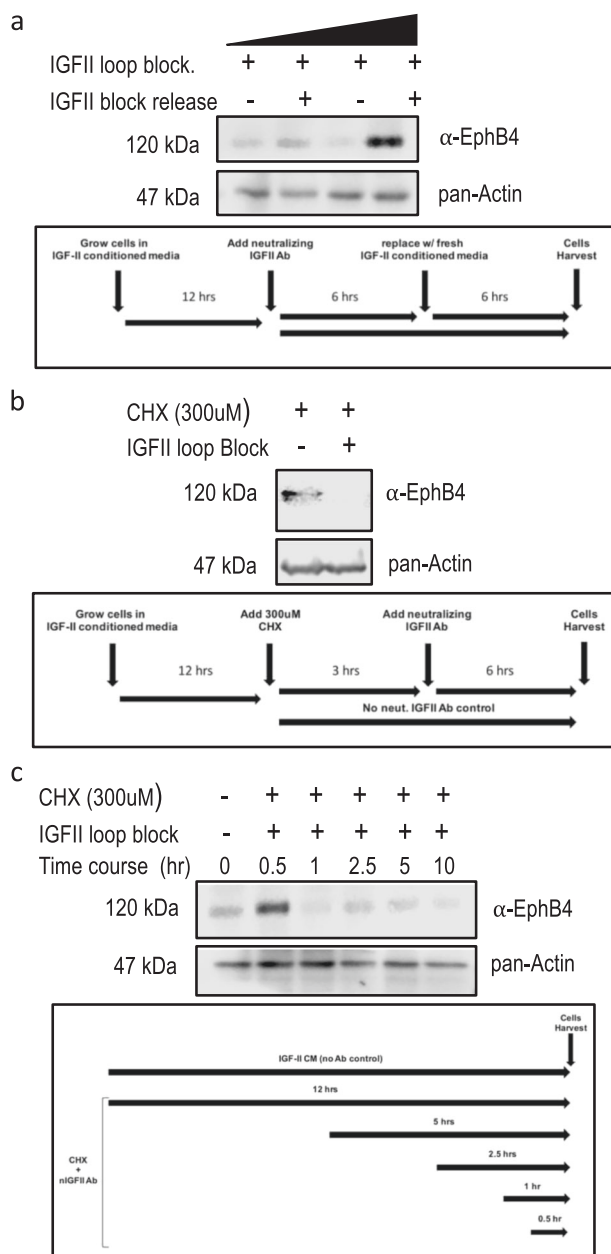 a
IGFII loop block. + + + +
IGFII block release - + - +
120 kDa α-EphB4
47 kDa pan-Actin
Grow cells in
IGF-II conditioned media
Add neutralizing
IGFII Ab
replace w/ fresh
IGF-II conditioned media
Cells
Harvest
12 hrs 6 hrs 6 hrs
b
CHX (300uM) + +
IGFII loop Block - +
120 kDa α-EphB4
47 kDa pan-Actin
Grow cells in
IGF-II conditioned media
Add 300uM
CHX
Add neutralizing
IGFII Ab
Cells
Harvest
12 hrs 3 hrs 6 hrs
No neut. IGFII Ab control
c
CHX (300uM) - + + + + +
IGFII loop block - + + + + +
Time course (hr) 0 0.5 1 2.5 5 10
120 kDa α-EphB4
47 kDa pan-Actin
Cells
Harvest
IGF-II CM (no Ab control)
12 hrs
5 hrs
2.5 hrs
1 hr
0.5 hr
CHX
+
nIGFII Ab